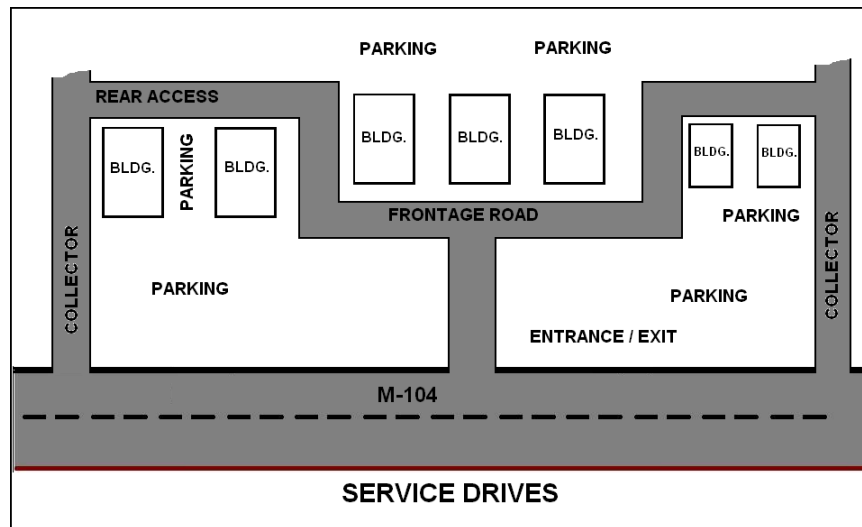 PARKING
PARKING
REAR ACCESS
BLDG.
BLDG.
BLDG.
BLDG.
PARKING
BLDG.
BLDG.
BLDG.
FRONTAGE ROAD
PARKING
COLLECTOR
COLLECTOR
PARKING
PARKING
ENTRANCE / EXIT
M-104
SERVICE DRIVES